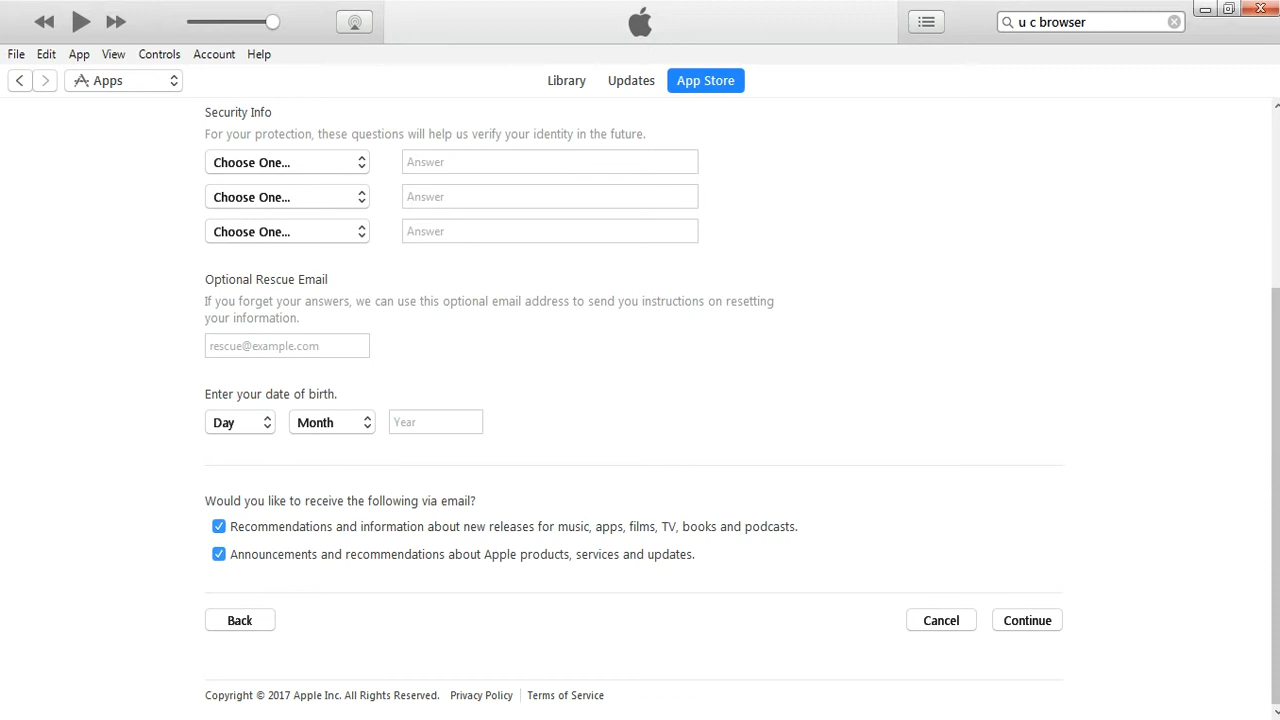 u c browser
File Edit App View Controls Account Help
Apps
Library Updates App Store
Security Info
For your protection, these questions will help us verify your identity in the future.
Choose One... Answer
Choose One... Answer
Choose One... Answer
Optional Rescue Email
If you forget your answers, we can use this optional email address to send you instructions on resetting
your information.
rescue@example.com
Enter your date of birth.
Day Month Year
Would you like to receive the following via email?
Recommendations and information about new releases for music, apps, films, TV, books and podcasts.
Announcements and recommendations about Apple products, services and updates.
Back Cancel Continue
Copyright © 2017 Apple Inc. All Rights Reserved. Privacy Policy Terms of Service